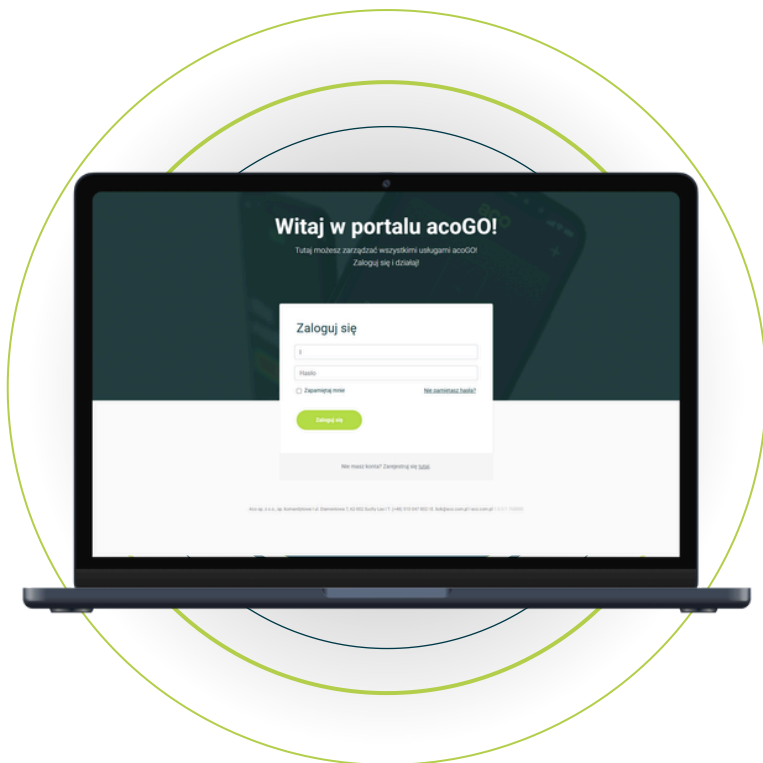 Witaj w portalu acoGO!
Tutaj możesz zarządzać wszystkimi usługami acoGO!
Zaloguj się i działaj!
Zaloguj się
Hasło
Zapamiętaj mnie
Nie pamiętasz hasła?
Zaloguj się
Nie masz konta? Zarejestruj się tutaj.